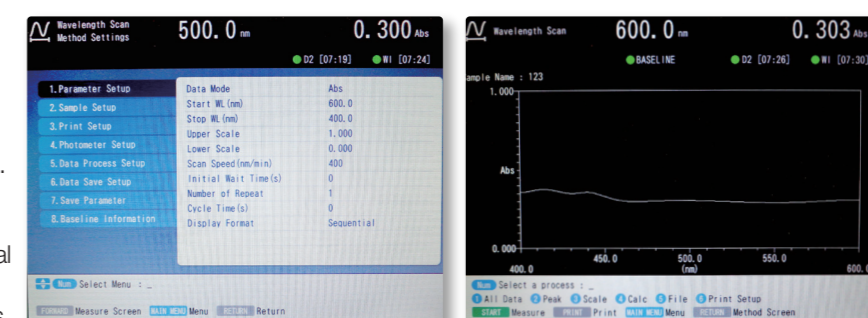 Wavelength Scan
Method Settings
500.0 nm
0.300 Abs
D2 [07:19]
WI [07:24]
1.Parameter Setup
2.Sample Setup
3.Print Setup
4.Photometer Setup
5.Data Process Setup
6.Data Save Setup
7.Save Parameter
8.Baseline Information
Data Mode Abs
Start WL(nm) 600.0
Stop WL(nm) 400.0
Upper Scale 1.000
Lower Scale 0.000
Scan Speed(nm/min) 400
Initial Wait Time(s) 0
Number of Repeat 1
Cycle Time(s) 0
Display Format Sequential
Num Select Menu : _
FORWARD Measure Screen MAIN MENU Menu RETURN Return
Wavelength Scan
600.0 nm
0.303 Abs
BASELINE
D2 [07:26]
WI [07:30]
ample Name : 123
1.000
Abs
0.000
400.0 450.0 500.0 550.0 600.
(nm)
Num Select a process : _
1 All Data 2 Peak 3 Scale 4 Calc 5 File 6 Print Setup
START Measure PRINT Print MAIN MENU Menu RETURN Method Screen